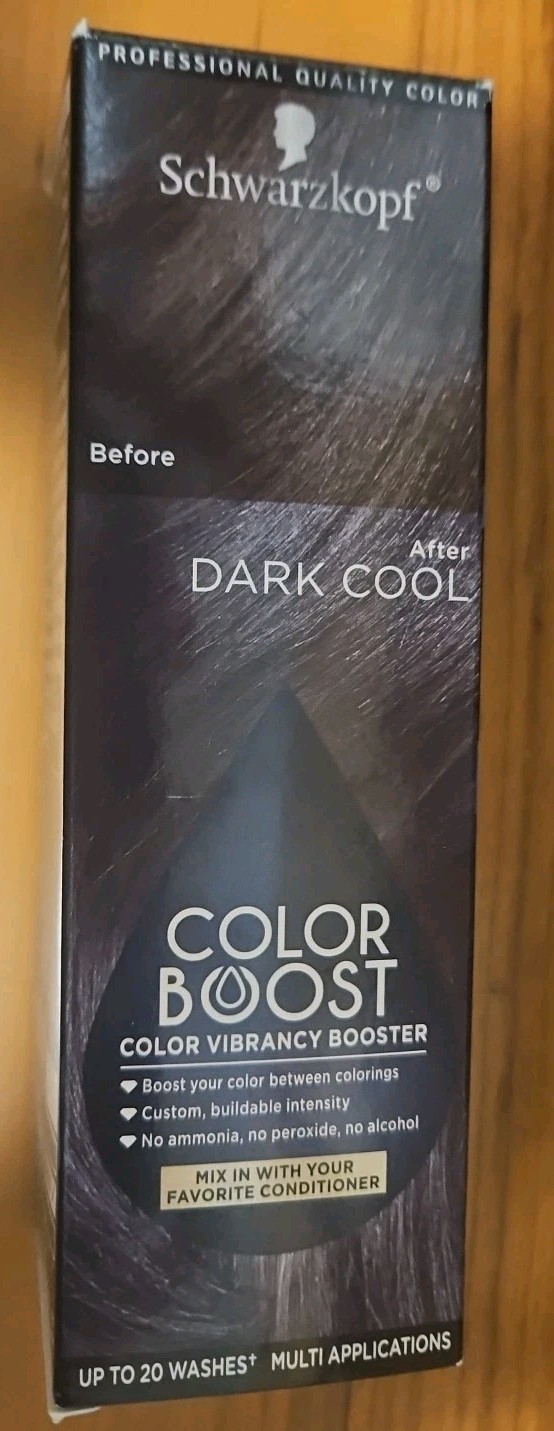 PROFESSIONAL QUALITY COLOR
Schwarzkopf®
Before
After
DARK COOL
COLOR
BOOST
COLOR VIBRANCY BOOSTER
Boost your color between colorings
Custom, buildable intensity
No ammonia, no peroxide, no alcohol
MIX IN WITH YOUR
FAVORITE CONDITIONER
UP TO 20 WASHES† MULTI APPLICATIONS